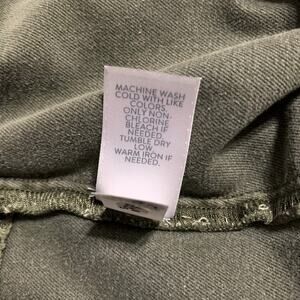 MACHINE WASH
COLD WITH LIKE
COLORS.
ONLY NON-
CHLORINE
BLEACH IF
NEEDED.
TUMBLE DRY
LOW.
WARM IRON IF
NEEDED.